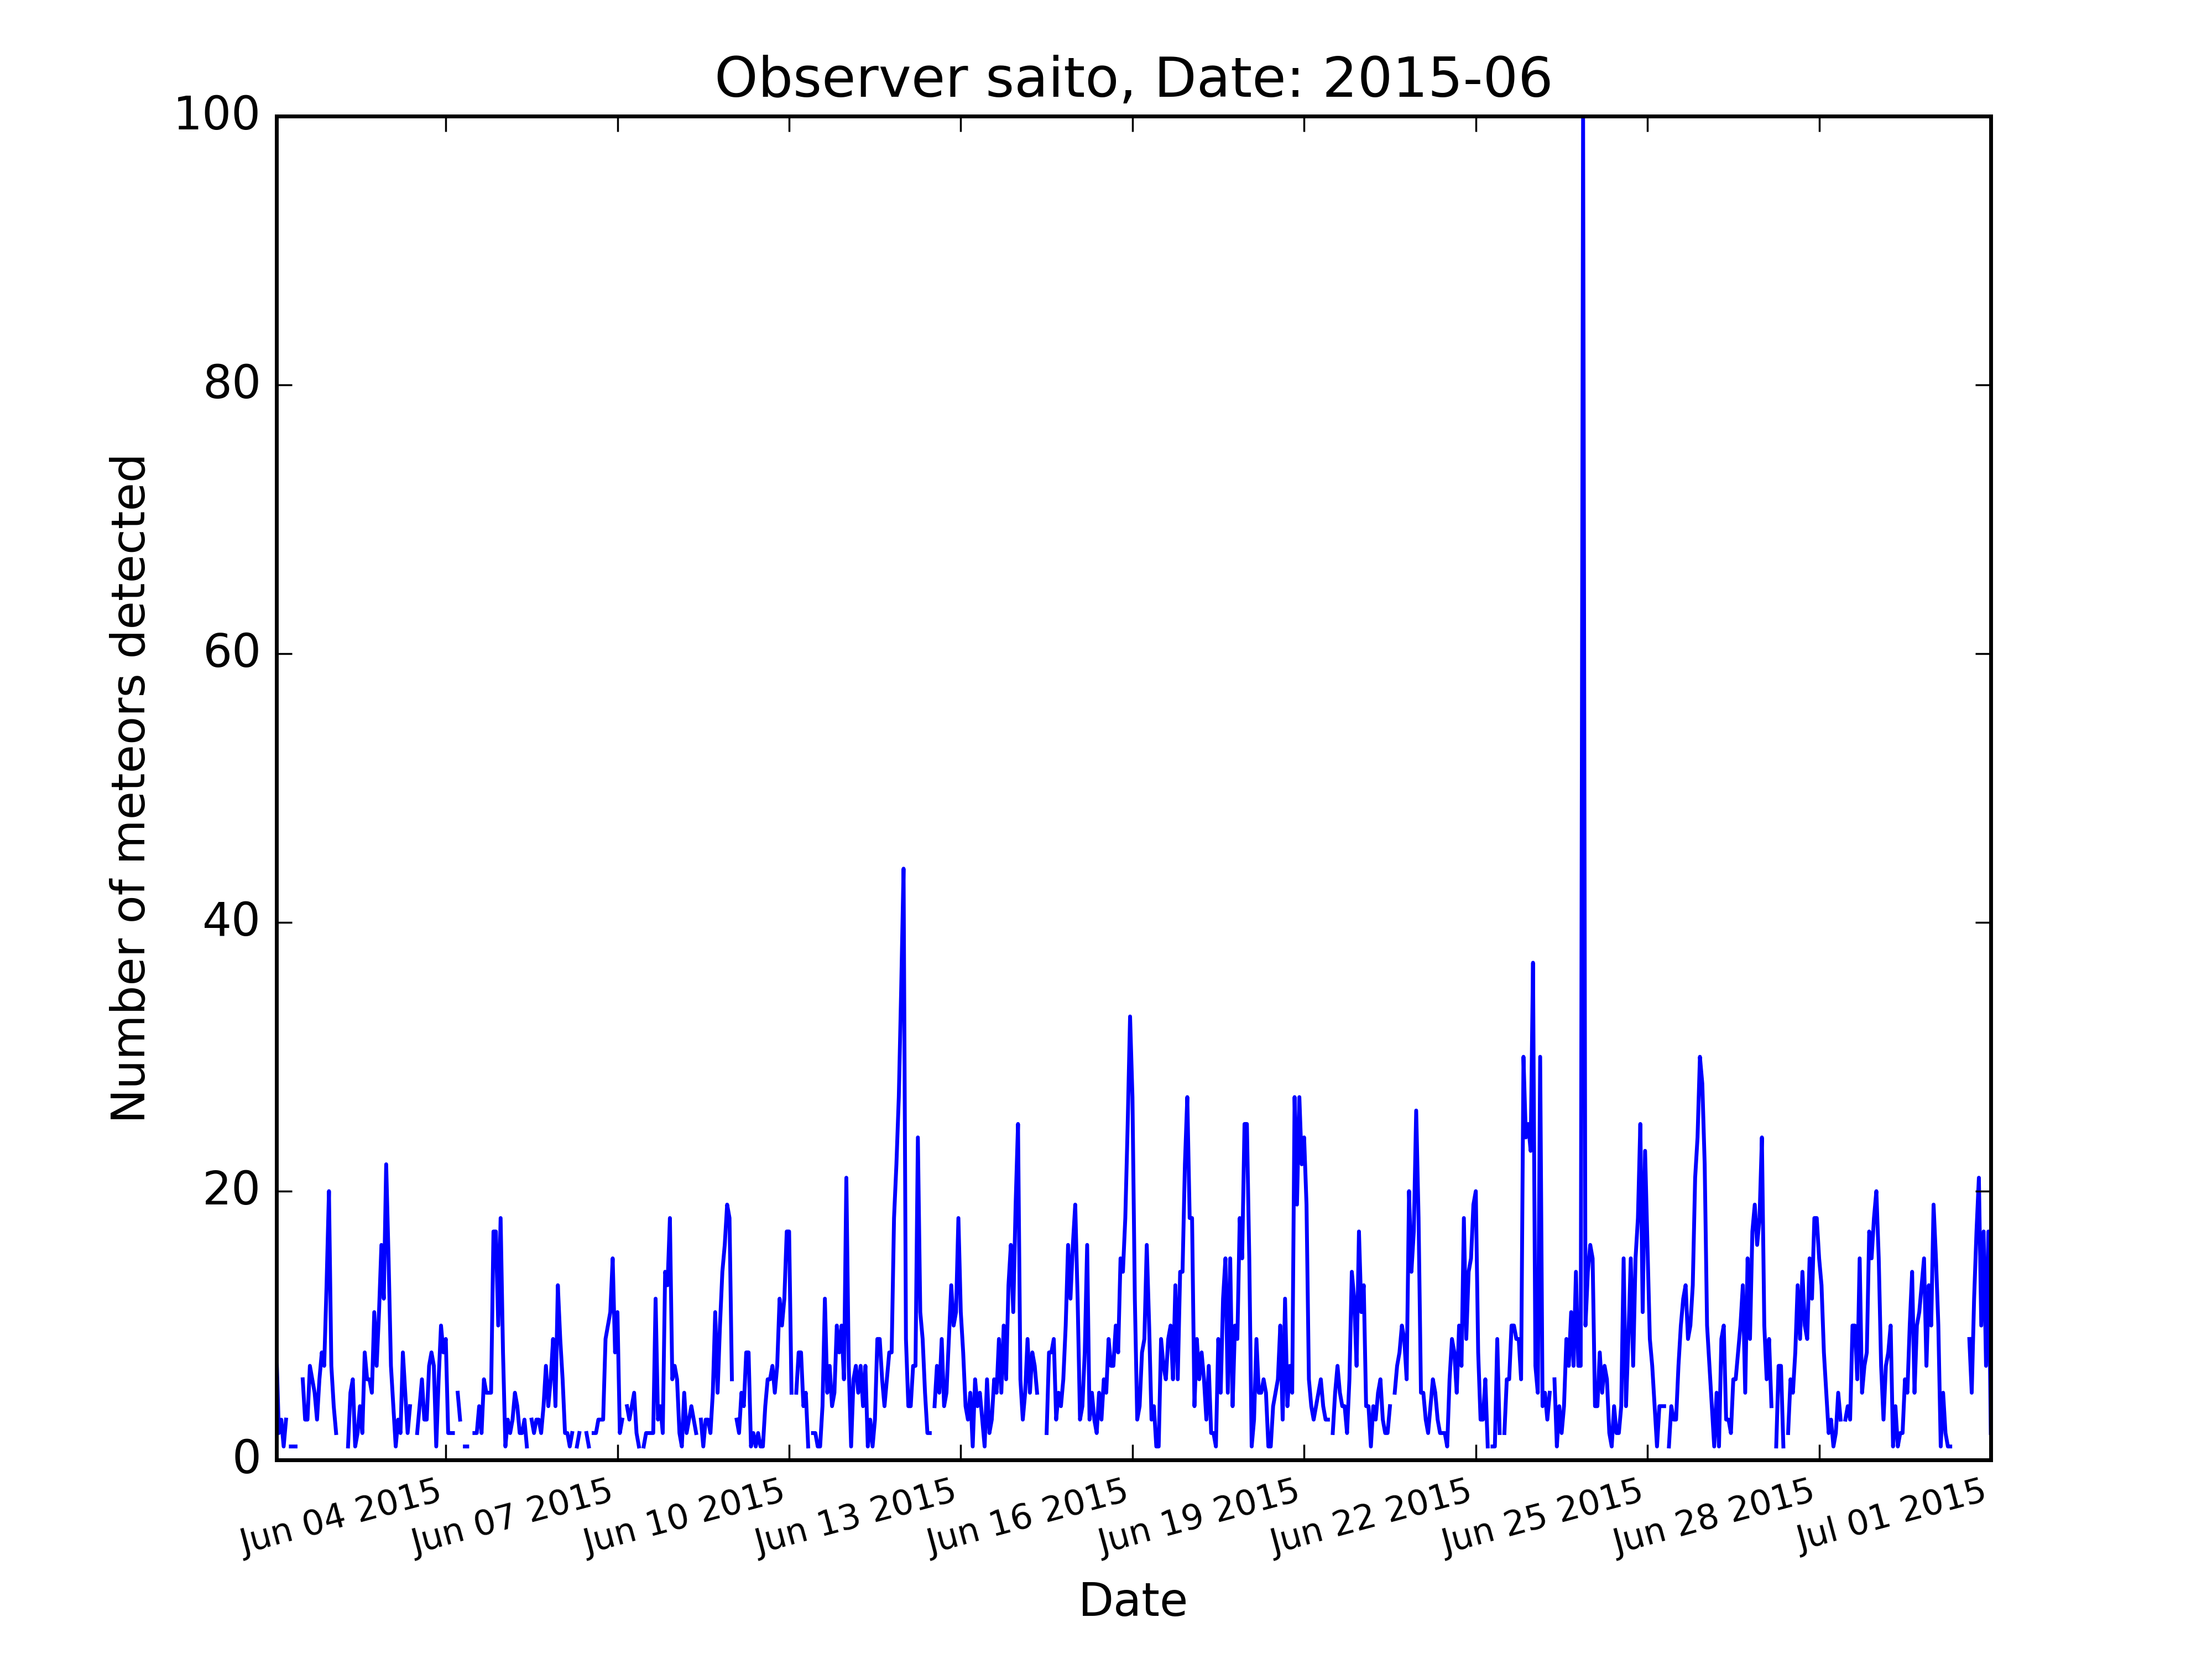 Observer saito, Date: 2015-06
100
80
60
40
20
0
Number of meteors detected
Jun 04 2015
Jun 07 2015
Jun 10 2015
Jun 13 2015
Jun 16 2015
Jun 19 2015
Jun 22 2015
Jun 25 2015
Jun 28 2015
Jul 01 2015
Date